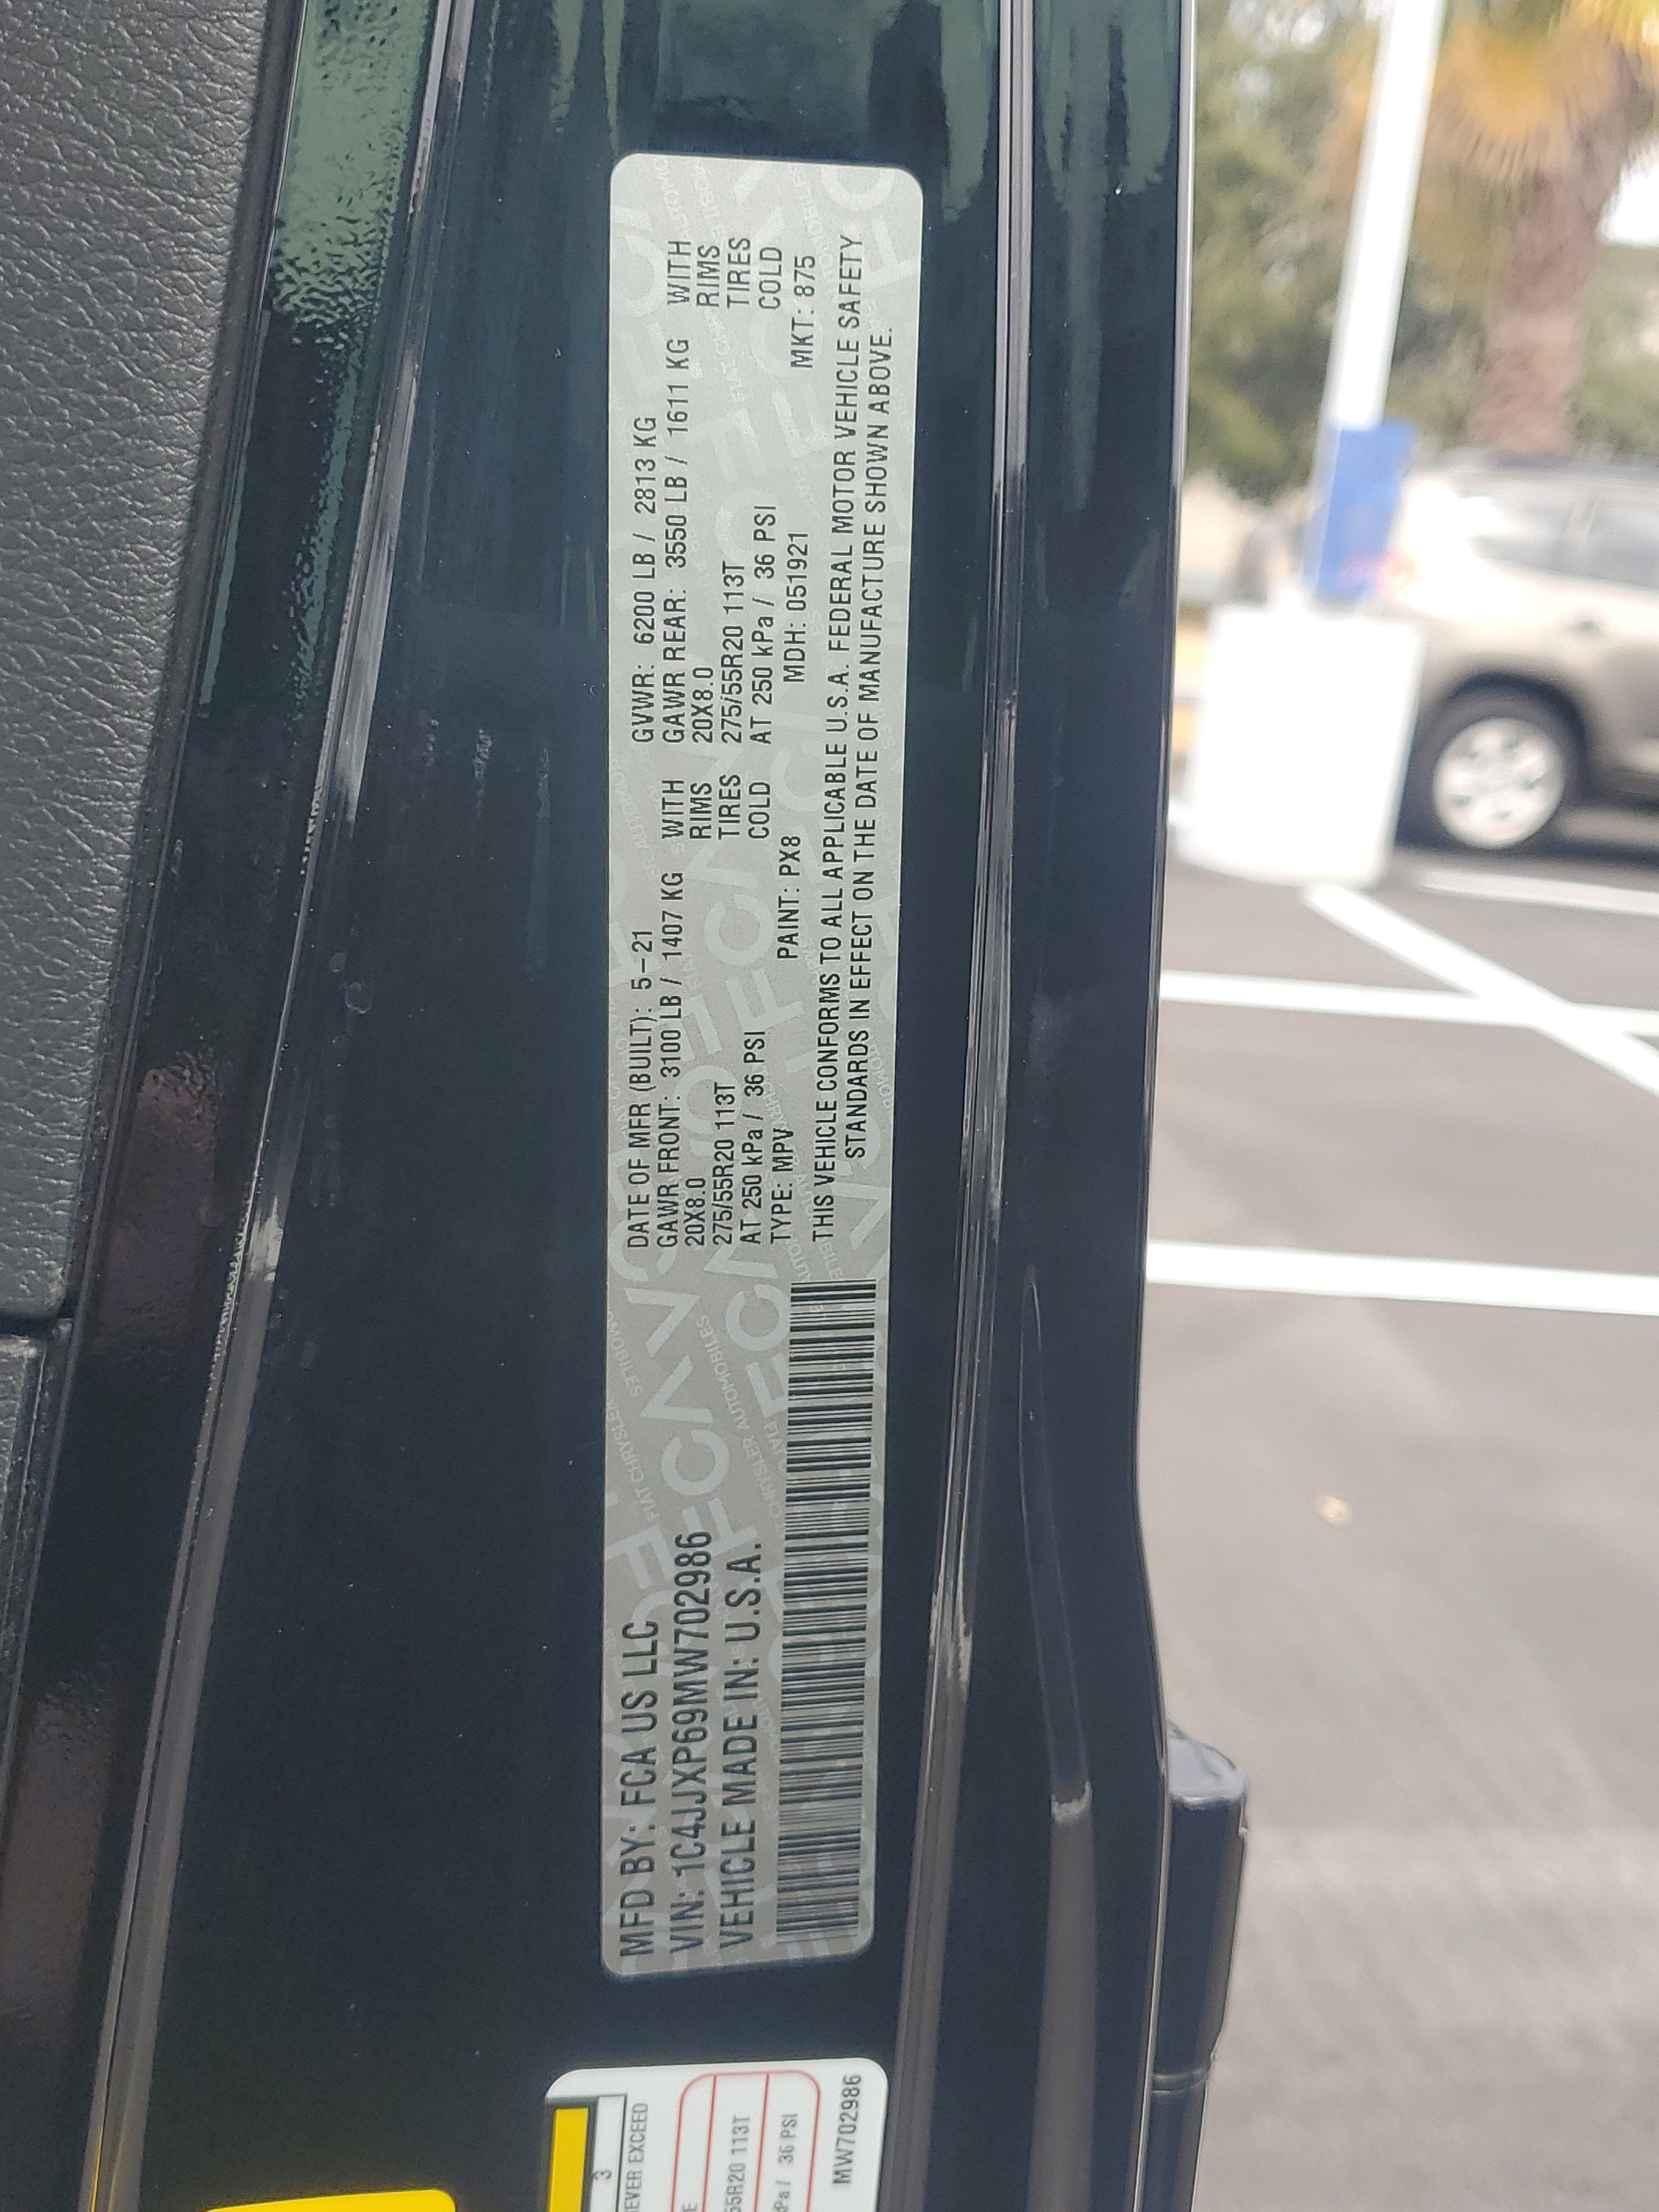 MFD BY: FCA US LLC
VIN: 1C4JJXP69MW702986
VEHICLE MADE IN: U.S.A.
DATE OF MFR (BUILT): 5-21 GVWR: 6200 LB / 2813 KG
GAWR FRONT: 3100 LB / 1407 KG WITH GAWR REAR: 3550 LB / 1611 KG WITH
20X8.0 RIMS 20X8.0 RIMS
275/55R20 113T TIRES 275/55R20 113T TIRES
AT 250 kPa / 36 PSI COLD AT 250 kPa / 36 PSI COLD
TYPE: MPV PAINT: PX8 MDH: 051921 MKT: 875
THIS VEHICLE CONFORMS TO ALL APPLICABLE U.S.A. FEDERAL MOTOR VEHICLE SAFETY
STANDARDS IN EFFECT ON THE DATE OF MANUFACTURE SHOWN ABOVE.
3
EVER EXCEED
55R20 113T
kPa / 36 PSI
MW702986